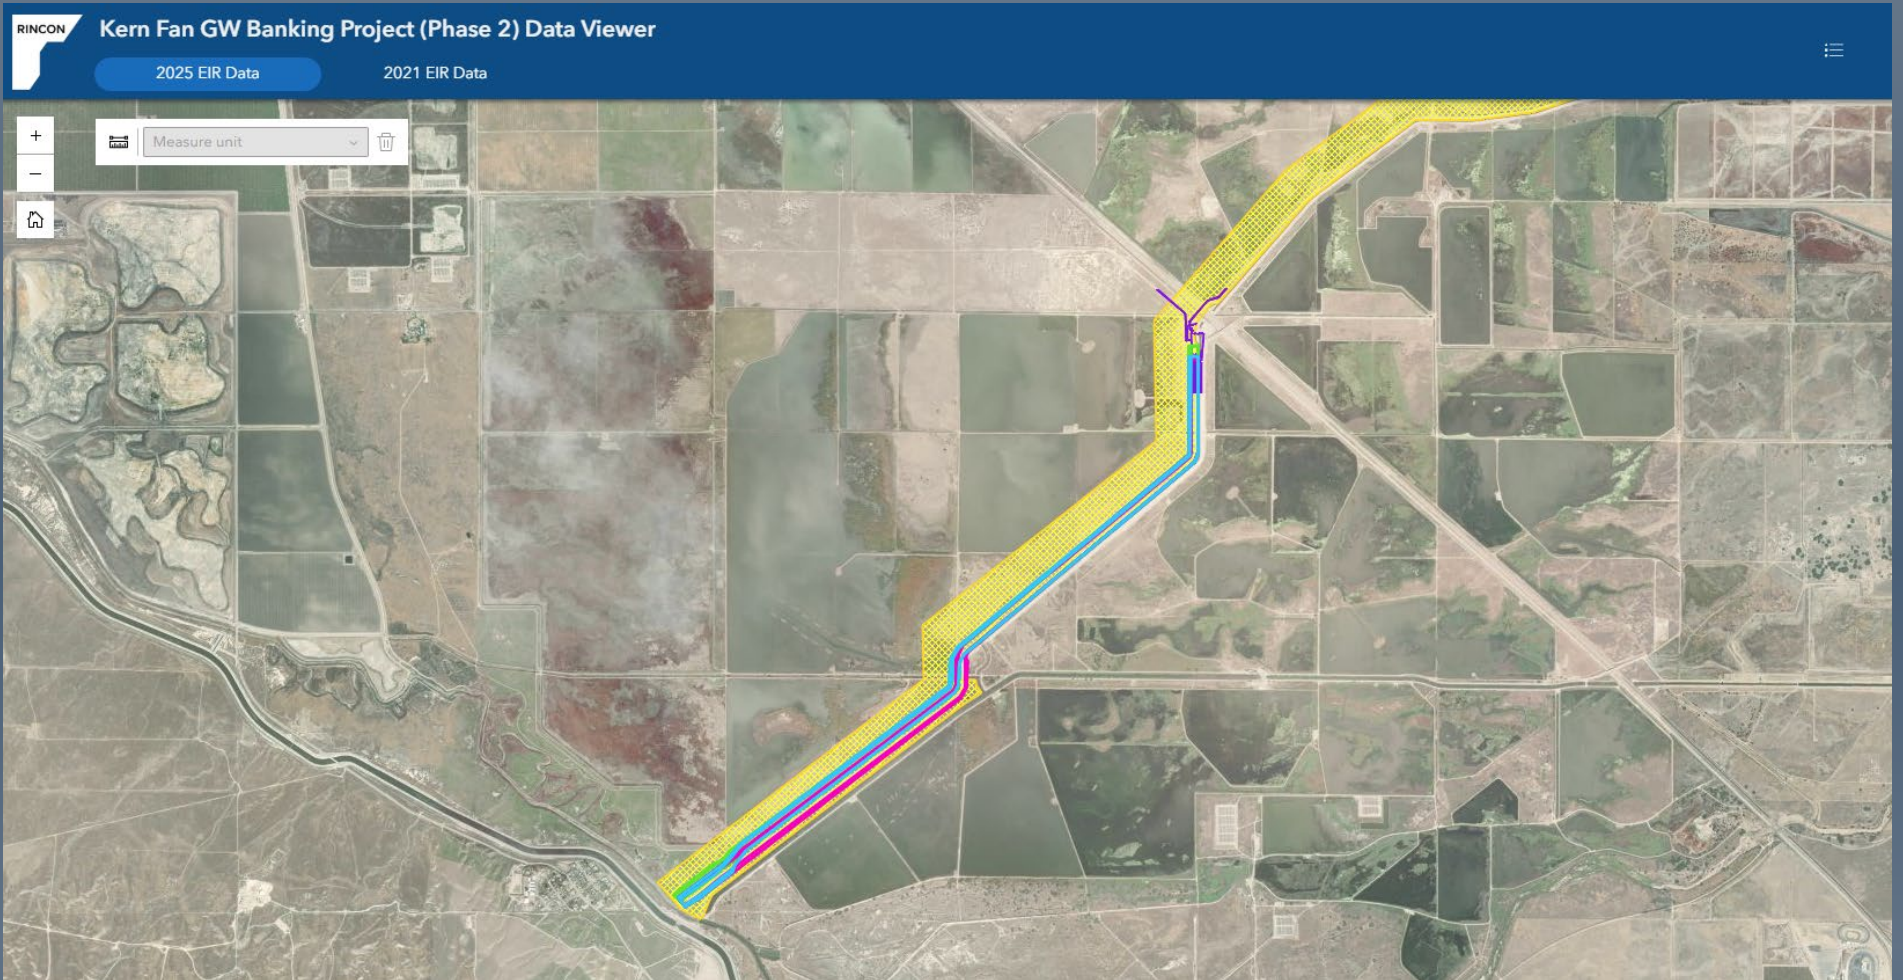 RINCON
Kern Fan GW Banking Project (Phase 2) Data Viewer
2025 EIR Data
2021 EIR Data
+
Measure unit
−